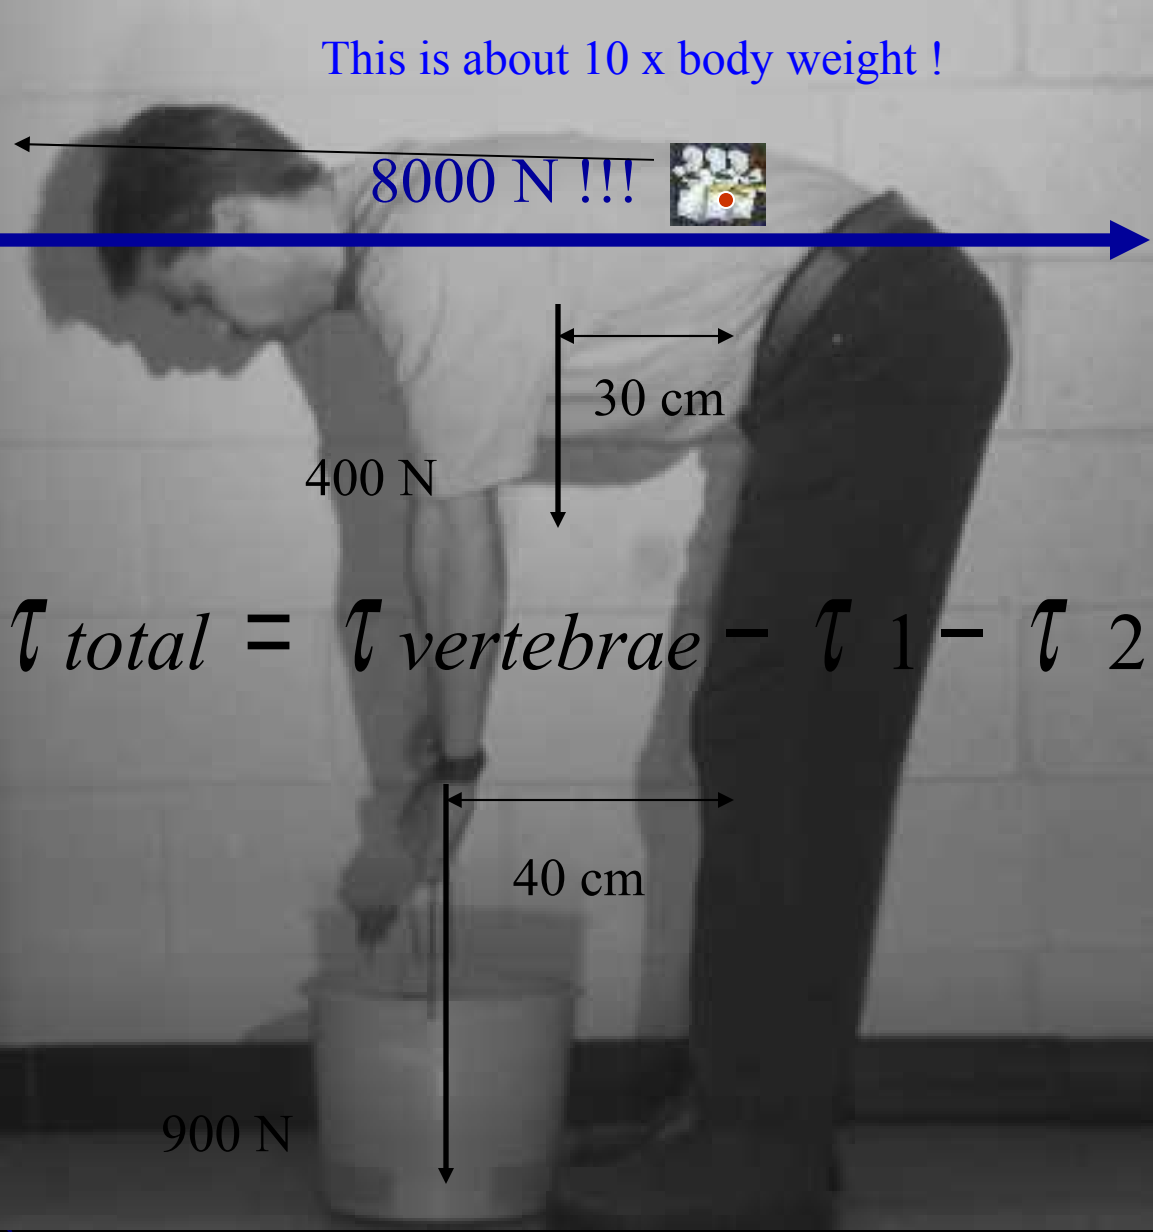 This is about 10 x body weight !
8000 N !!!
30 cm
400 N
τ total = τ vertebrae − τ 1 − τ 2
40 cm
900 N